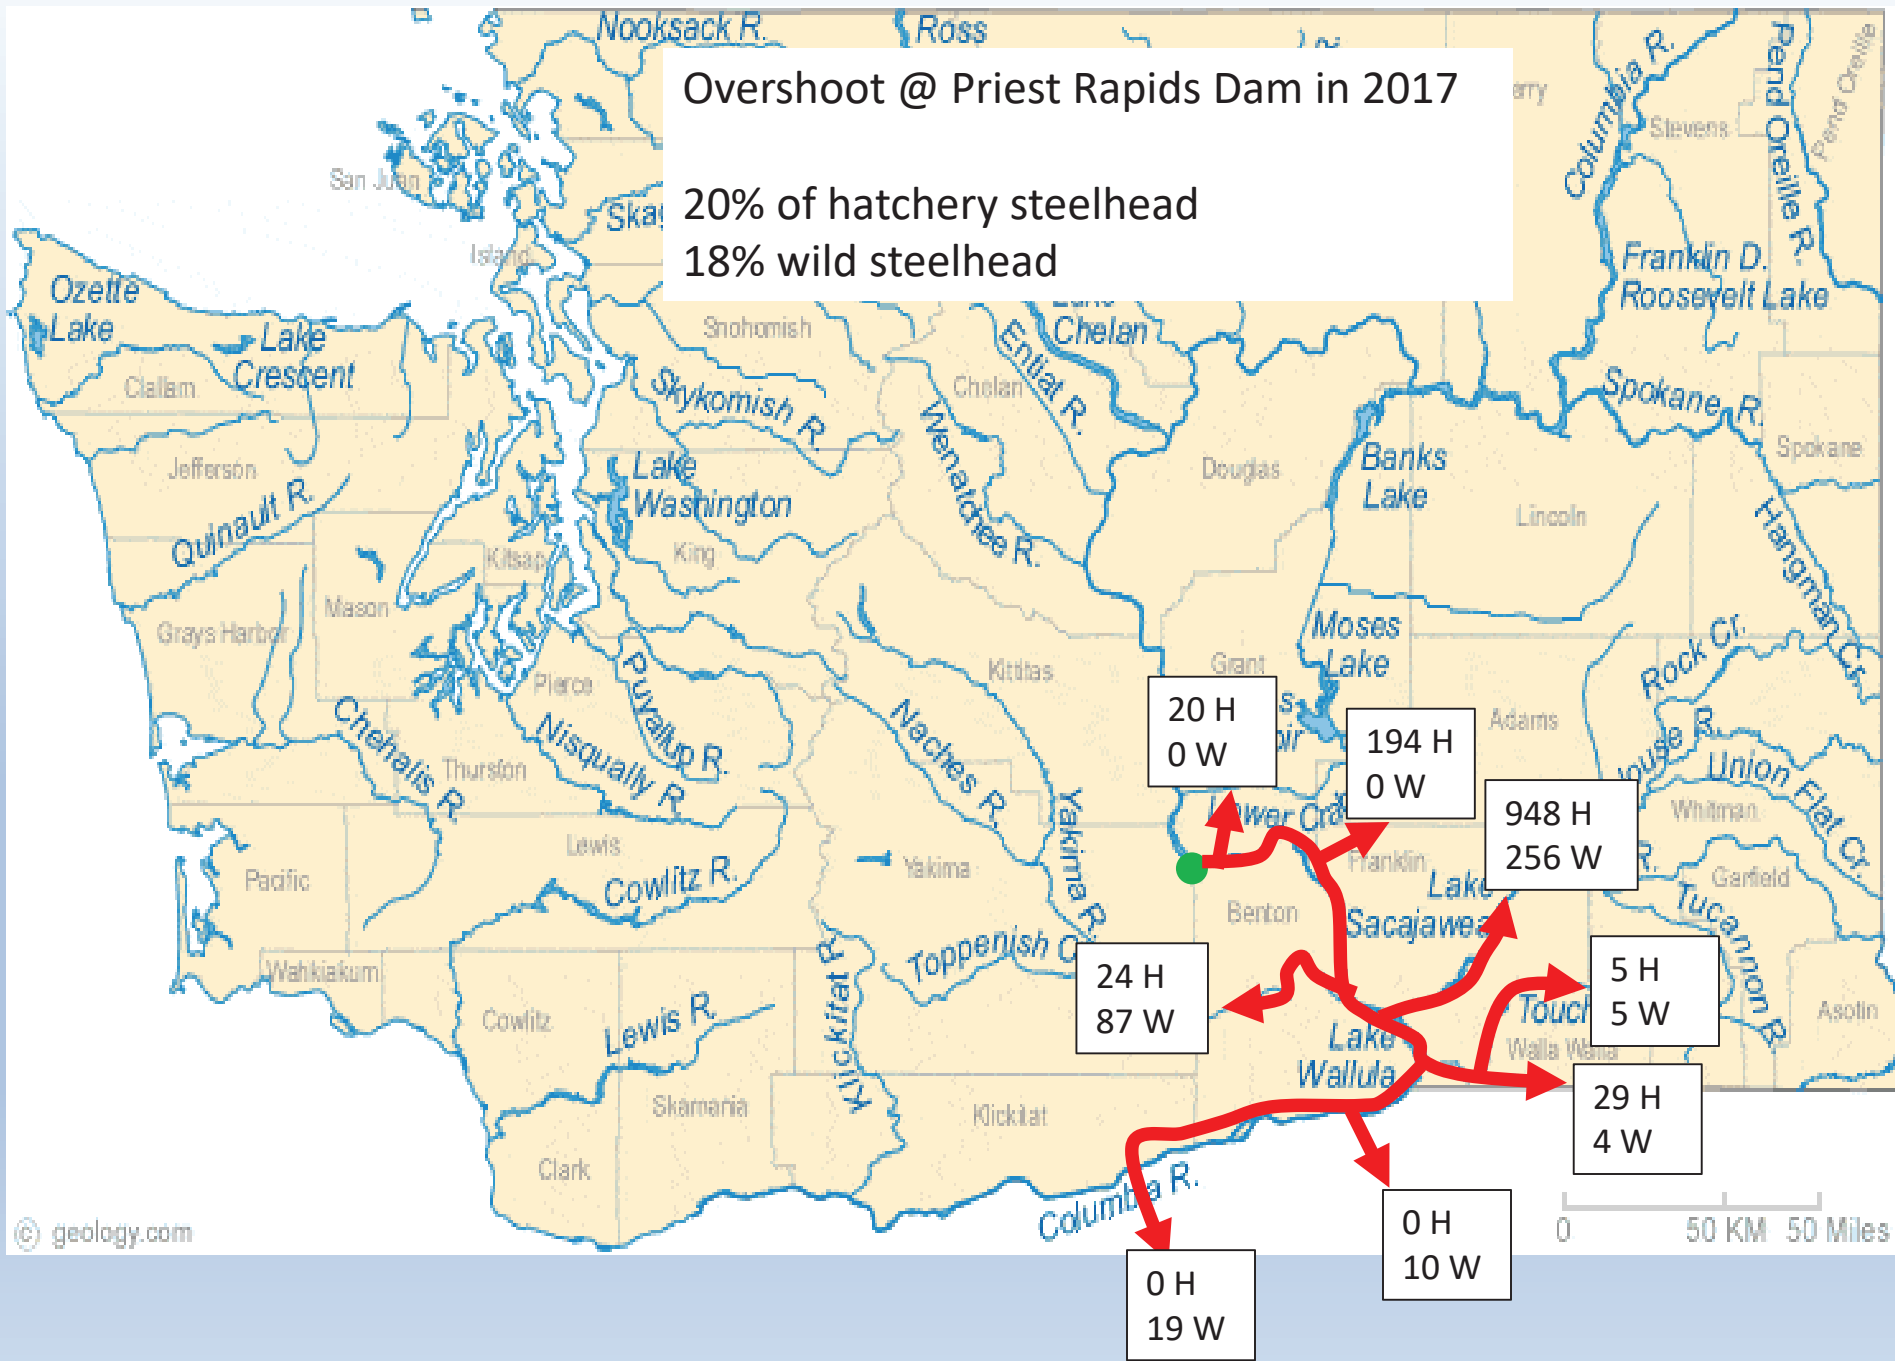 Nooksack R.
Ross
Overshoot @ Priest Rapids Dam in 2017
20% of hatchery steelhead
18% wild steelhead
Columbia R.
Pend Oreille R.
Pend Oreille
Stevens
San Juan
Island
Franklin D.
Roosevelt Lake
Ozette
Lake
Lake
Crescent
Clallam
Snohomish
Skykomish R.
Chelan
Entiat R.
Chelan
Wenatchee R.
Spokane R.
Spokane
Jefferson
Quinault R.
Lake
Washington
Douglas
Banks
Lake
Lincoln
Hangman Cr.
Kitsap
King
Mason
Grays Harbor
Moses
Lake
Grant
Kittitas
Rock Cr.
Pierce
Puyallup R.
Chehalis R.
Nisqually R.
Thurston
Naches R.
Yakima R.
20 H
0 W
194 H
0 W
Adams
Union Flat Cr.
Whitman
948 H
256 W
Lewis
Cowlitz R.
Pacific
Yakima
Franklin
Lake
Sacajawea
Garfield
Tucannon R.
Benton
Toppenish C
Wahkiakum
24 H
87 W
5 H
5 W
Cowlitz
Lewis R.
Klickitat R.
Lake
Wallula
Walla Walla
Asotin
Skamania
Klickitat
29 H
4 W
Clark
Columbia R.
0 H
10 W
0 50 KM 50 Miles
© geology.com
0 H
19 W